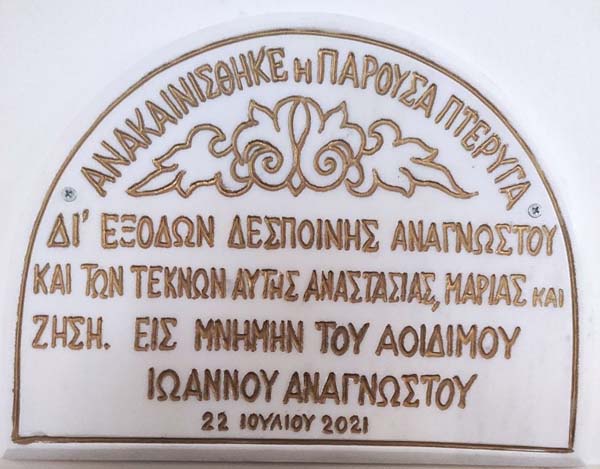 ΑΝΑΚΑΙΝΙΣΘΗΚΕ η ΠΑΡΟΥΣΑ ΠΤΕΡΥΓΑ
ΔΙ' ΕΞΟΔΩΝ ΔΕΣΠΟΙΝΗΣ ΑΝΑΓΝΩΣΤΟΥ
ΚΑΙ ΤΩΝ ΤΕΚΝΩΝ ΑΥΤΗΣ ΑΝΑΣΤΑΣΙΑΣ, ΜΑΡΙΑΣ ΚΑΙ
ΖΗΣΗ. ΕΙΣ ΜΝΗΜΗΝ ΤΟΥ ΑΟΙΔΙΜΟΥ
ΙΩΑΝΝΟΥ ΑΝΑΓΝΩΣΤΟΥ
22 ΙΟΥΛΙΟΥ 2021